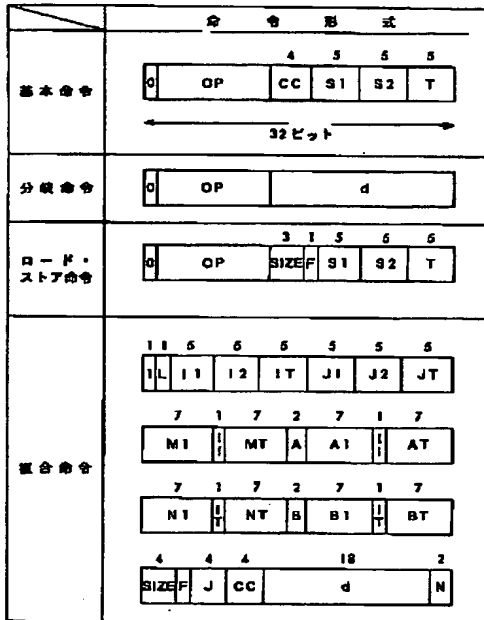 命 令 形 式
基本命令
4 5 5 5
0 OP CC S1 S2 T
32ビット
分岐命令
0 OP d
ロード・
ストア命令
3 1 5 5 5
0 OP SIZE F S1 S2 T
複合命令
1 1 5 5 5 5 5 5
1 L I1 I2 IT J1 J2 JT
7 1 7 2 7 1 7
M1 MT A A1 AT
7 1 7 2 7 1 7
N1 NT B B1 BT
4 4 4 18 2
SIZE F J CC d N